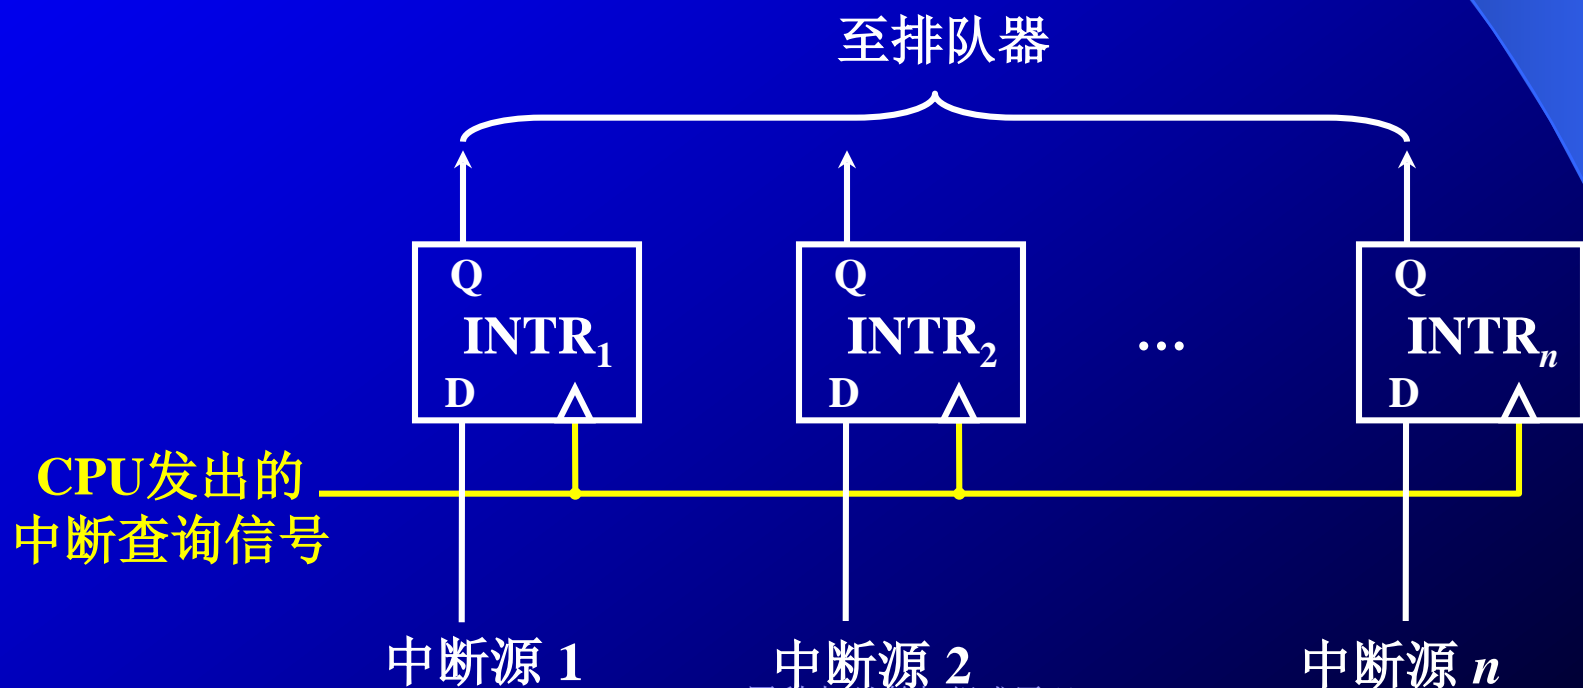 至排队器
Q
Q
Q
INTR1
INTR2
…
INTRn
D
D
D
CPU发出的
中断查询信号
中断源 1
中断源 2
中断源 n